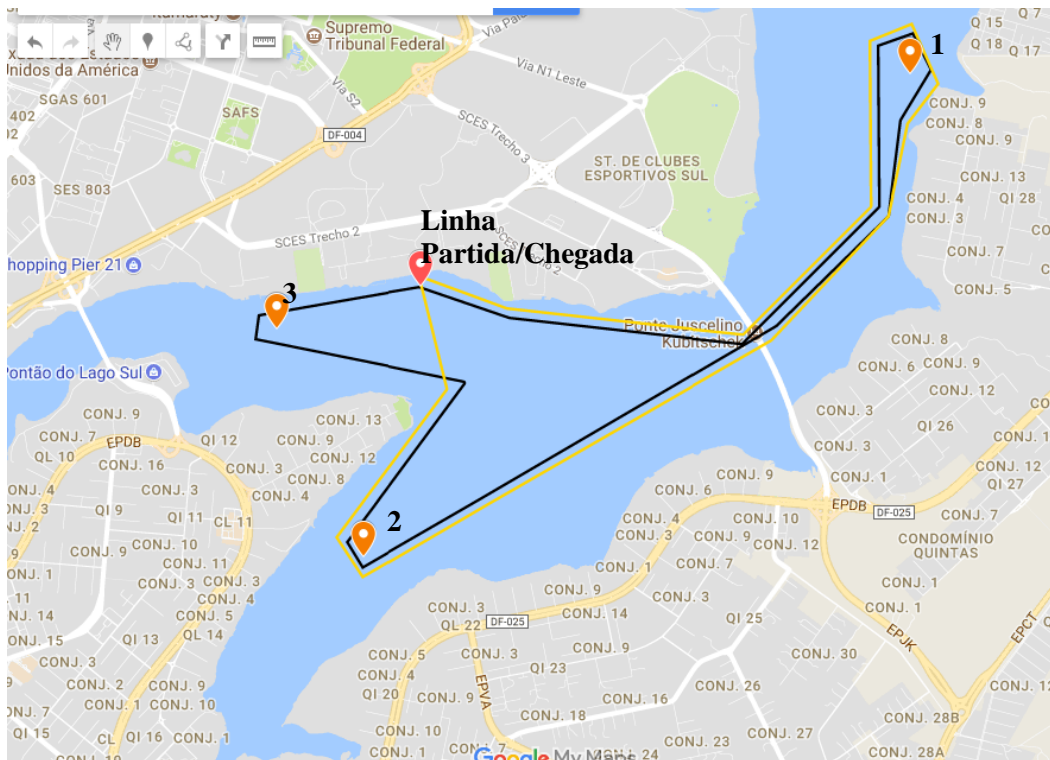 Itamaraty
Supremo
Tribunal Federal
Via Pala
Q 15
Q 7
Q 18
Q 17
1
Unidos da América
Via N1 Leste
SGAS 601
Via S2
402
SAFS
SCES Trecho 3
CONJ. 9
CONJ. 8
CONJ. 9
DF-004
ST. DE CLUBES
ESPORTIVOS SUL
CONJ. 13
603
SES 803
CONJ. 4
QI 28
CONJ. 3
Linha
Partida/Chegada
SCES Trecho 2
CONJ. 7
hopping Pier 21
CONJ. 5
3
Ponte Juscelino
Kubitschek
CONJ. 8
CONJ. 6
CONJ. 9
Pontão do Lago Sul
CONJ. 12
CONJ. 3
CONJ. 9
CONJ. 13
QI 26
CONJ. 7
EPDB
QI 12
CONJ. 9
CONJ. 3
QL 10
CONJ. 16
CONJ. 3
CONJ. 12
CONJ. 9
CONJ. 1
CONJ. 12
CONJ. 8
QI 27
CONJ. 3
CONJ. 4
CONJ. 6
EPDB
DF-025
CONJ. 7
QI 9
QI 11
CL 11
2
CONJ. 4
CONJ. 10
CONJ. 3
CONJ. 9
CONJ. 12
CONDOMÍNIO
QUINTAS
CONJ. 9
CONJ. 10
CONJ. 11
CONJ. 7
CONJ. 1
CONJ. 3
CONJ. 3
CONJ. 1
CONJ. 4
CONJ. 3
CONJ. 14
CONJ. 1
CONJ. 5
QL 22
DF-025
QI 25
EPJK
EPCT
QI 13
QL 14
CONJ. 15
CONJ. 5
CONJ. 4
CONJ. 30
CONJ. 3
QI 23
CONJ. 2
CONJ. 9
QI 20
CONJ. 9
EPVA
CONJ. 16
CONJ. 26
CONJ. 1
CONJ. 10
CONJ. 18
CONJ. 28B
QI 15
CL
QI 16
CONJ. 1
CONJ. 10
CONJ. 23
CONJ. 27
CONJ. 1
CONJ. 28A
Google My Maps